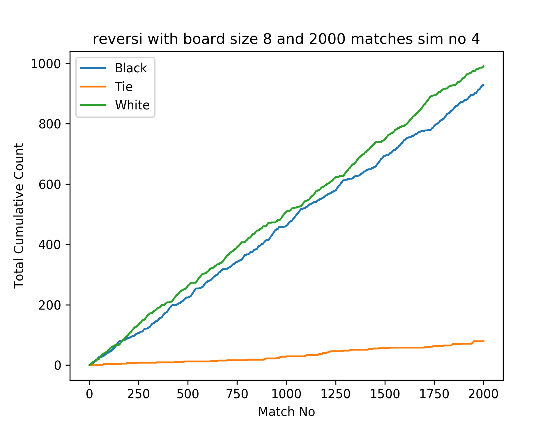 reversi with board size 8 and 2000 matches sim no 4
1000
800
600
400
200
0
Total Cumulative Count
Black
Tie
White
0 250 500 750 1000 1250 1500 1750 2000
Match No